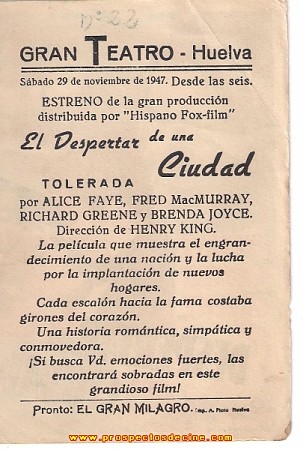 Dº 22
GRAN TEATRO - Huelva
Sábado 29 de noviembre de 1947. Desde las seis.
ESTRENO de la gran producción
distribuida por "Hispano Fox-film"
El Despertar de una
Ciudad
TOLERADA
por ALICE FAYE, FRED MacMURRAY,
RICHARD GREENE y BRENDA JOYCE.
Dirección de HENRY KING.
La película que muestra el engran-
decimiento de una nación y la lucha
por la implantación de nuevos
hogares.
Cada escalón hacia la fama costaba
girones del corazón.
Una historia romántica, simpática y
conmovedora.
¡Si busca Vd. emociones fuertes, las
encontrará sobradas en este
grandioso film!
Pronto: EL GRAN MILAGRO. Imp. A. Plata Huelva
www.prospectosdecine.com